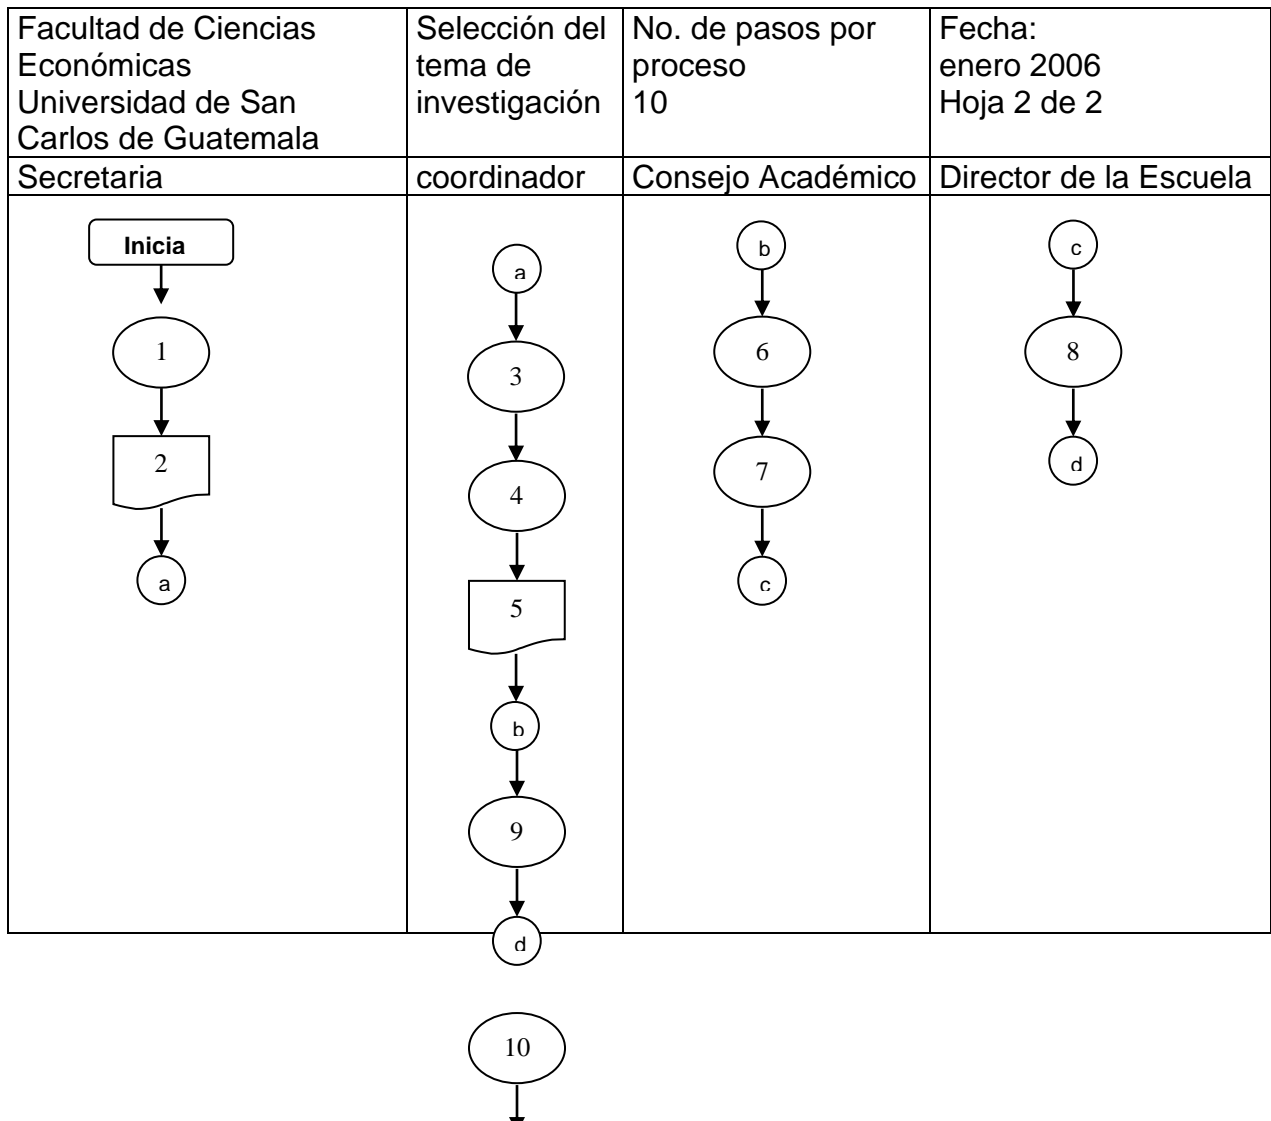 Facultad de Ciencias
Económicas
Universidad de San
Carlos de Guatemala
Selección del
tema de
investigación
No. de pasos por
proceso
10
Fecha:
enero 2006
Hoja 2 de 2
Secretaria
coordinador
Consejo Académico
Director de la Escuela
Inicia
1
2
a
a
3
4
5
b
9
d
10
b
6
7
c
c
8
d